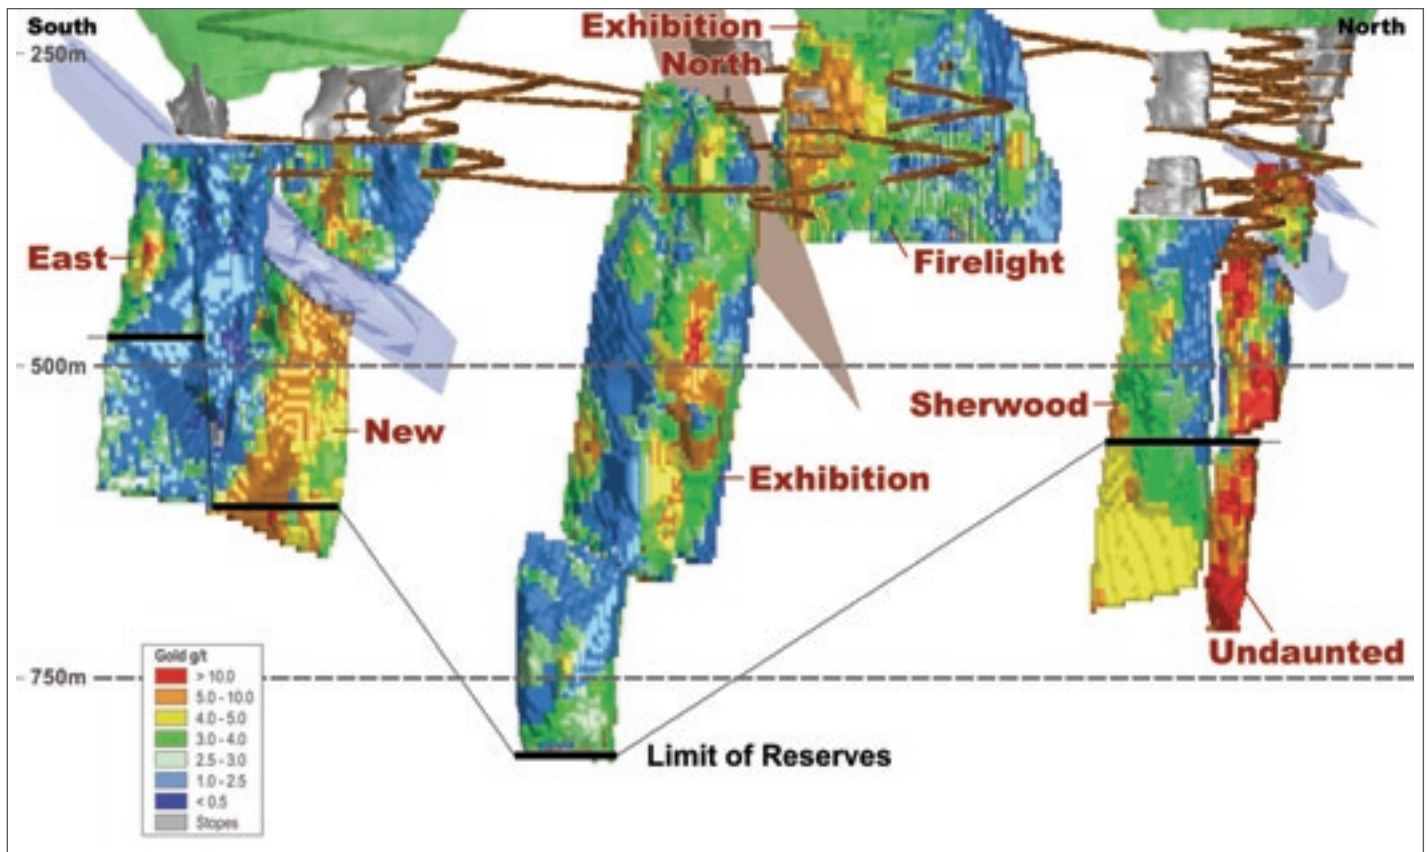 South
North
250m
Exhibition
North
East
Firelight
500m
New
Sherwood
Exhibition
Undaunted
750m
Limit of Reserves
Gold g/t
> 10.0
5.0 - 10.0
4.0 - 5.0
3.0 - 4.0
2.5 - 3.0
1.0 - 2.5
< 0.5
Stopes